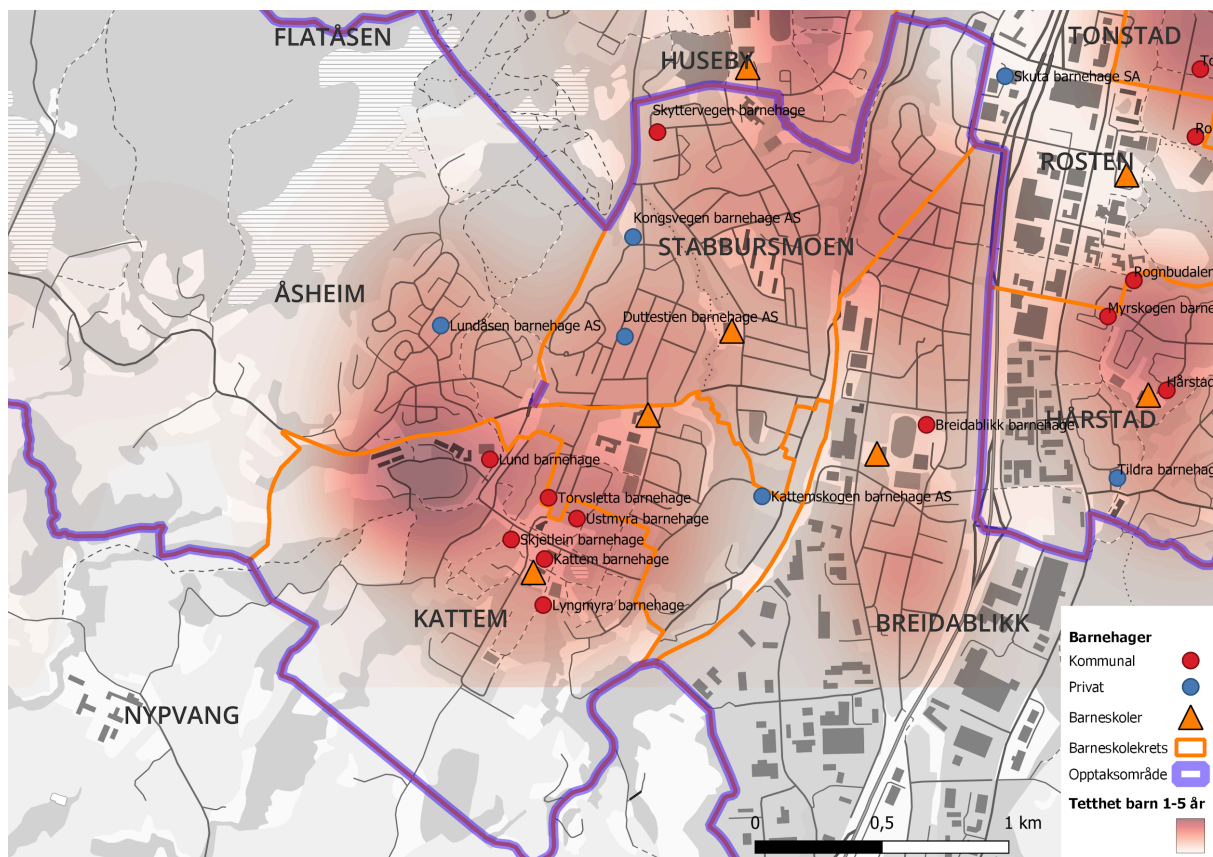 FLATÅSEN
TONSTAD
HUSEBY
To
Skuta barnehage SA
Skyttervegen barnehage
Ro
ROSTEN
Kongsvegen barnehage AS
STABBURSMOEN
Rognbudalen
ÅSHEIM
Myrskogen barne
Duttestien barnehage AS
Lundåsen barnehage AS
Hårstad
HÅRSTAD
Breidablikk barnehage
Lund barnehage
Tildra barnehag
Torvsletta barnehage
Kattemskogen barnehage AS
Ustmyra barnehage
Skjetlein barnehage
Kattem barnehage
Lyngmyra barnehage
KATTEM
BREIDABLIKK
NYPVANG
Barnehager
Kommunal
Privat
Barneskoler
Barneskolekrets
Opptaksområde
Tetthet barn 1-5 år
0 0,5 1 km